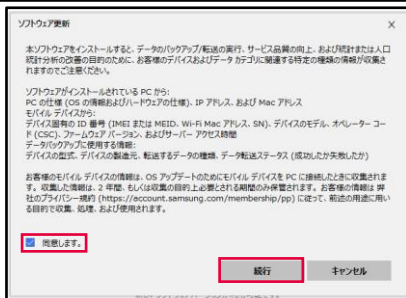 ソフトウェア更新
本ソフトウェアをインストールすると、データのバックアップ/転送の実行、サービス品質の向上、および統計または人口
統計分析の改善の目的のために、お客様のデバイスおよびデータ カテゴリに関連する特定の種類の情報が収集さ
れますのでご注意ください。
ソフトウェアがインストールされている PC から:
PC の仕様 (OS の情報およびハードウェアの仕様)、IP アドレス、および Mac アドレス
モバイル デバイスから:
デバイス固有の ID 番号 (IMEI または MEID、Wi-Fi Mac アドレス、SN)、デバイスのモデル、オペレーター コー
ド (CSC)、ファームウェア バージョン、およびサーバー アクセス時間
データバックアップに使用する情報:
デバイスの型式、デバイスの製造元、転送するデータの種類、データ転送ステータス (成功したか失敗したか)
お客様のモバイル デバイスの情報は、OS アップデートのためにモバイル デバイスを PC に接続したときに収集されま
す。収集した情報は、2 年間、もしくは収集の目的上必要とされる期間のみ保管されます。お客様の情報は 弊
社のプライバシー規約 (https://account.samsung.com/membership/pp) に従って、前述の用途に用い
る目的で収集、処理、および使用されます。
同意します。
続行
キャンセル